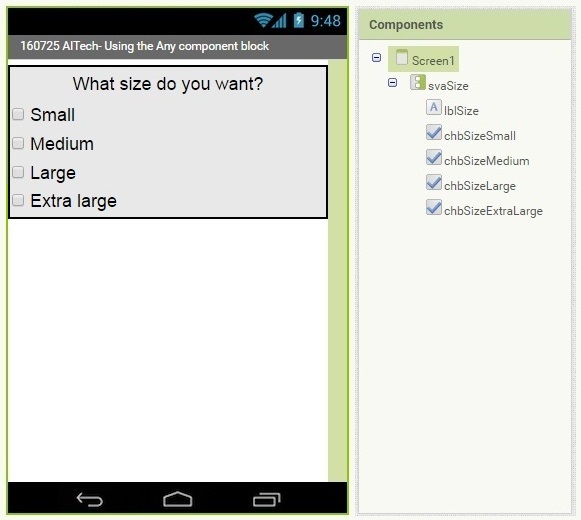 9:48
160725 AITech- Using the Any component block
What size do you want?
Small
Medium
Large
Extra large
Components
Screen1
svaSize
A lblSize
chbSizeSmall
chbSizeMedium
chbSizeLarge
chbSizeExtraLarge